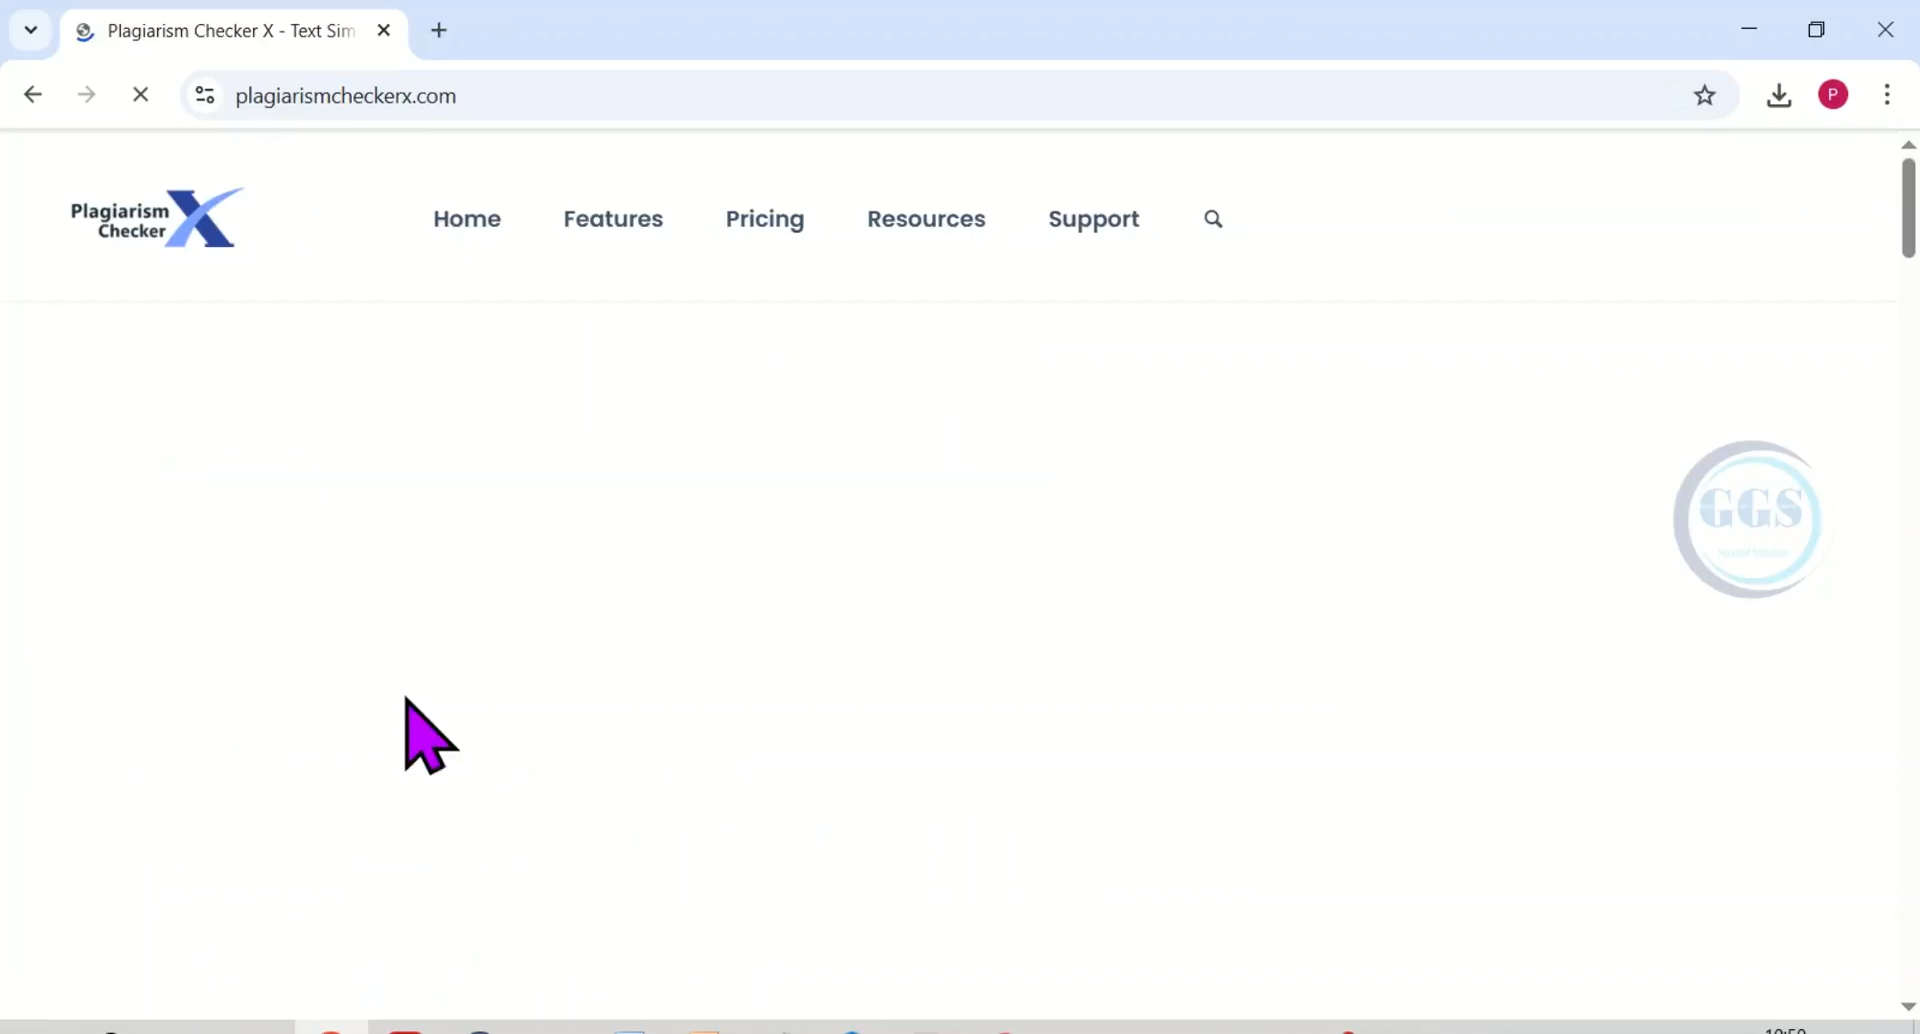 Plagiarism Checker X - Text Sim
plagiarismcheckerx.com
P
Plagiarism
Checker X
Home
Features
Pricing
Resources
Support
GGS